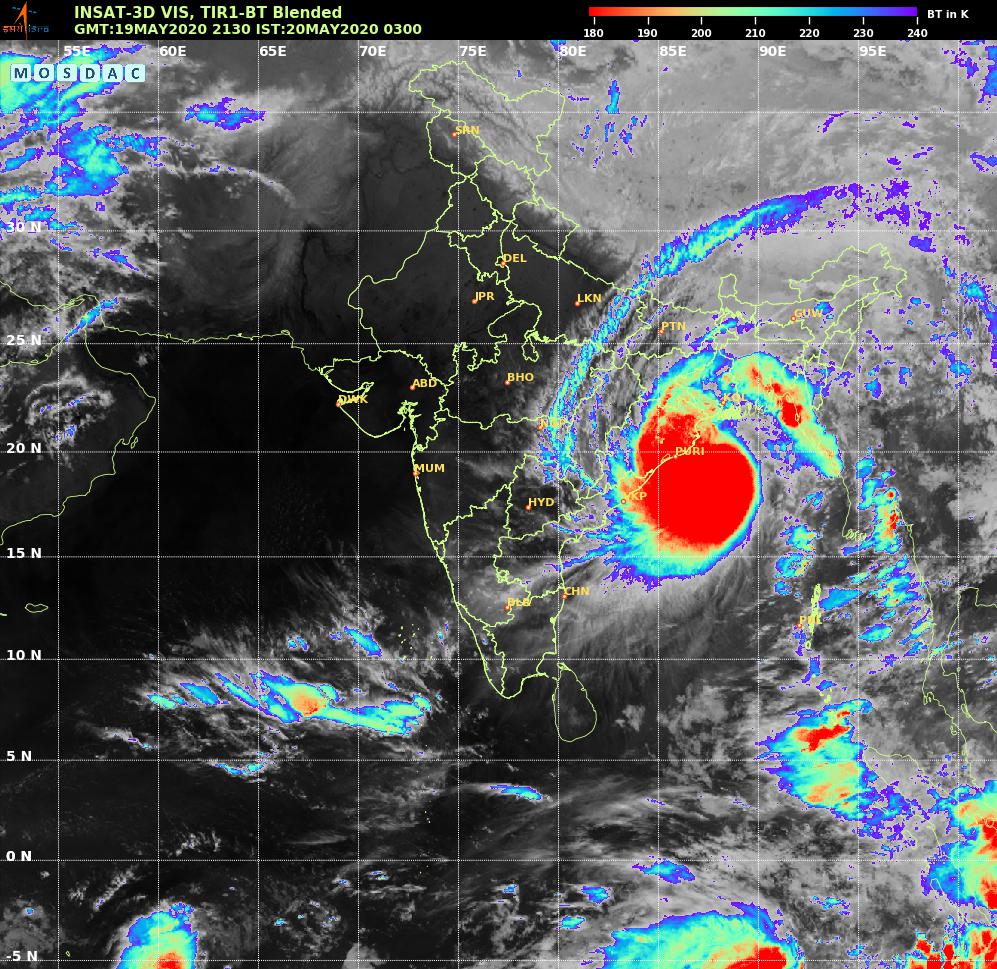 INSAT-3D VIS, TIR1-BT Blended
GMT:19MAY2020 2130 IST:20MAY2020 0300
BT in K
180 190 200 210 220 230 240
55E 60E 65E 70E 75E 80E 85E 90E 95E
MOSDAC
SRN
30 N
DEL
JPR
LKN
GUW
PTN
25 N
BHO
ABD
DWK
20 N
PURI
MUM
HYD
15 N
CHN
BLR
10 N
5 N
0 N
-5 N